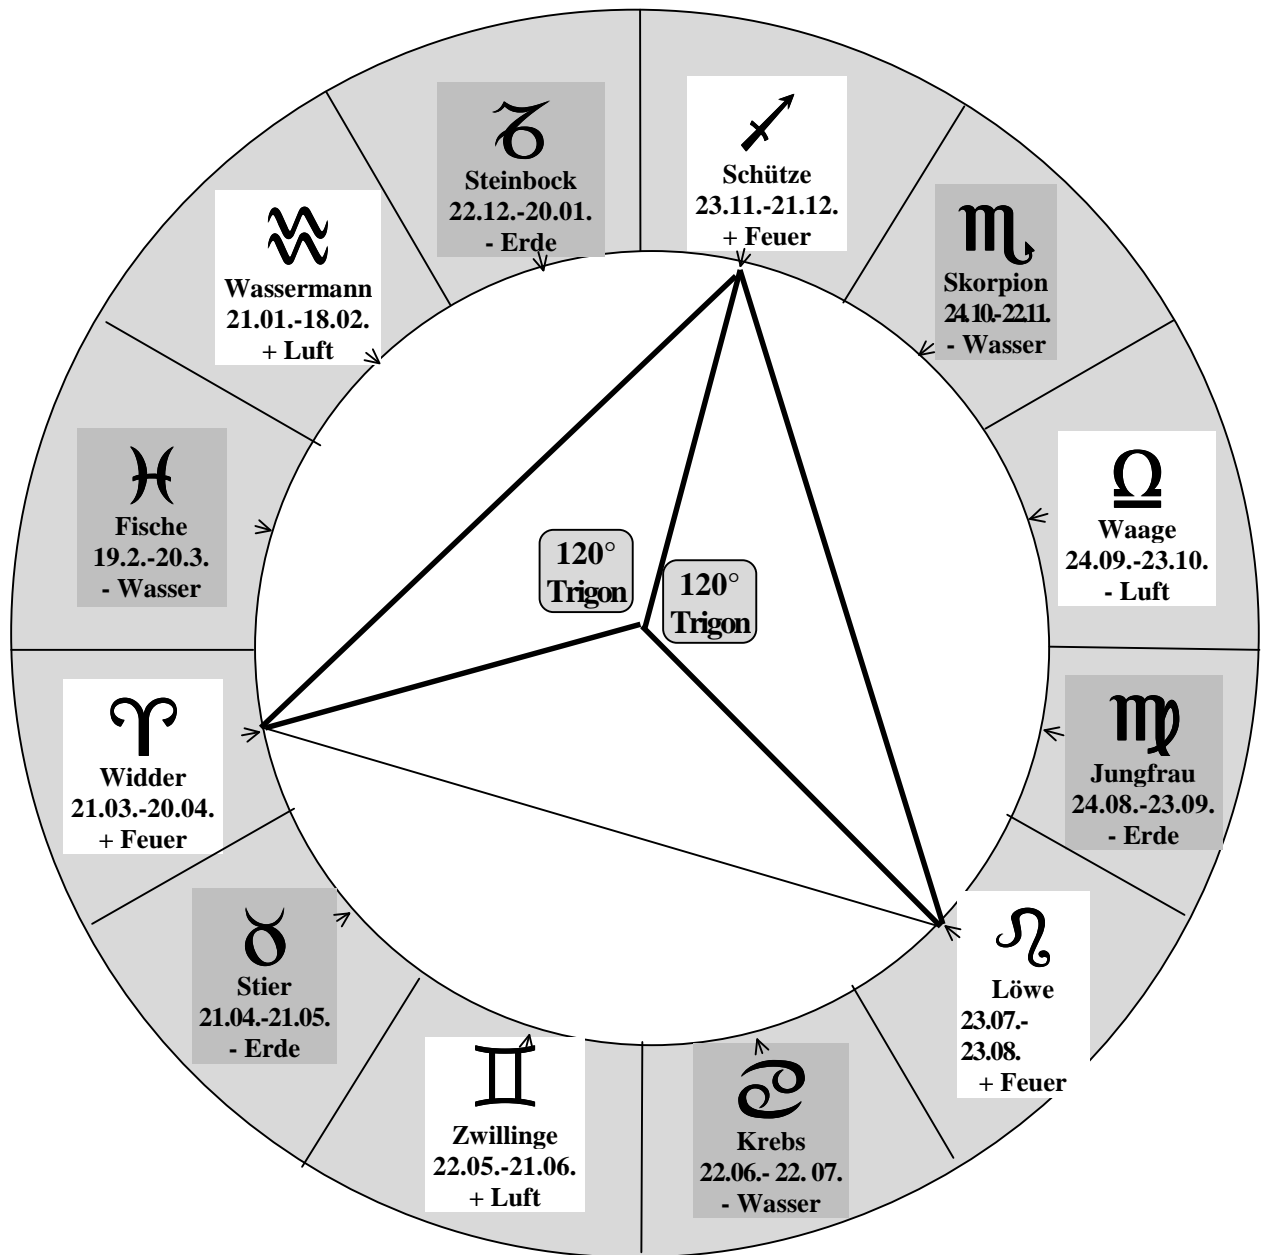 Steinbock
22.12.-20.01.
- Erde
Schütze
23.11.-21.12.
+ Feuer
Wassermann
21.01.-18.02.
+ Luft
Skorpion
24.10.-22.11.
- Wasser
Fische
19.2.-20.3.
- Wasser
Waage
24.09.-23.10.
- Luft
120°
Trigon
120°
Trigon
Widder
21.03.-20.04.
+ Feuer
Jungfrau
24.08.-23.09.
- Erde
Stier
21.04.-21.05.
- Erde
Löwe
23.07.-
23.08.
+ Feuer
Zwillinge
22.05.-21.06.
+ Luft
Krebs
22.06.- 22. 07.
- Wasser